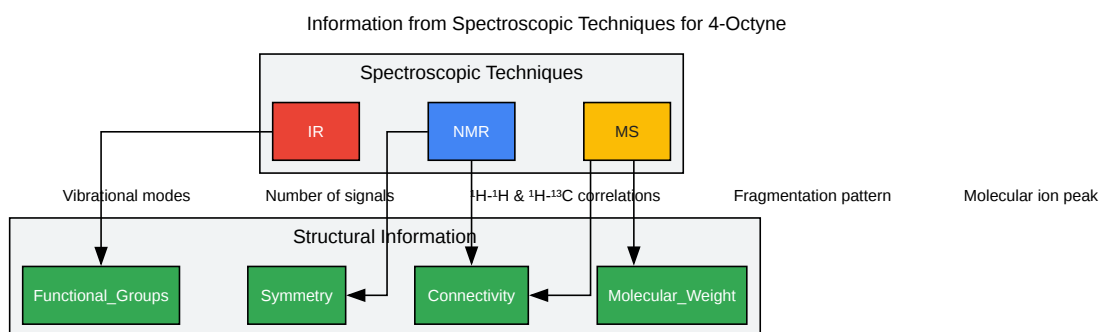 Information from Spectroscopic Techniques for 4-Octyne
Spectroscopic Techniques
IR
NMR
MS
Vibrational modes
Number of signals
¹H-¹H & ¹H-¹³C correlations
Fragmentation pattern
Molecular ion peak
Structural Information
Functional_Groups
Symmetry
Connectivity
Molecular_Weight